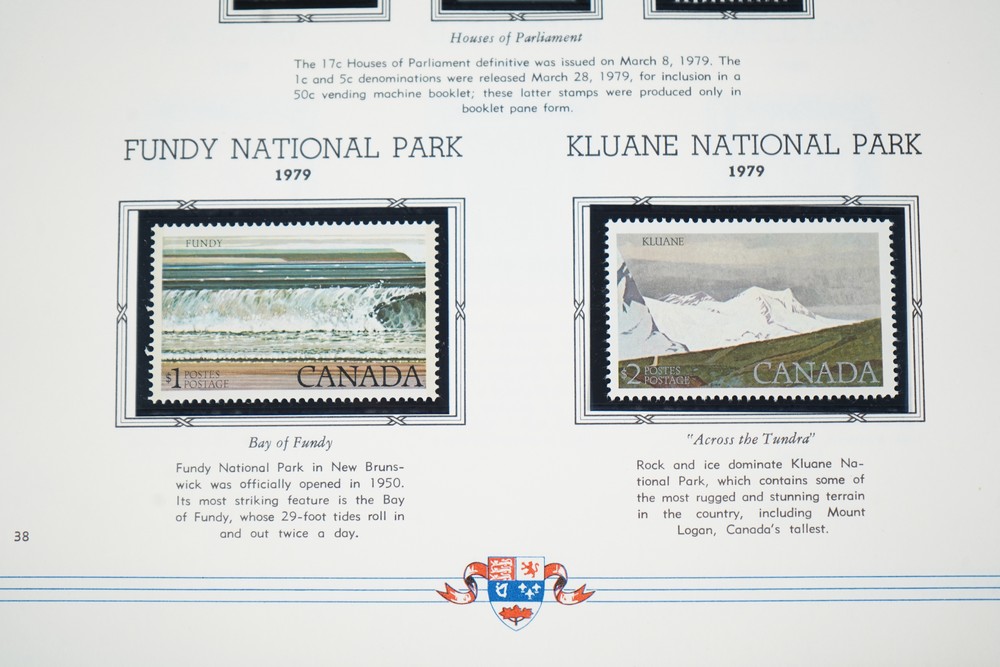 Houses of Parliament
The 17c Houses of Parliament definitive was issued on March 8, 1979. The
1c and 5c denominations were released March 28, 1979, for inclusion in a
50c vending machine booklet; these latter stamps were produced only in
booklet pane form.
FUNDY NATIONAL PARK
1979
FUNDY
$1 POSTES
POSTAGE
CANADA
Bay of Fundy
Fundy National Park in New Bruns-
wick was officially opened in 1950.
Its most striking feature is the Bay
of Fundy, whose 29-foot tides roll in
and out twice a day.
KLUANE NATIONAL PARK
1979
KLUANE
$2 POSTES
POSTAGE
CANADA
"Across the Tundra"
Rock and ice dominate Kluane Na-
tional Park, which contains some of
the most rugged and stunning terrain
in the country, including Mount
Logan, Canada's tallest.
38